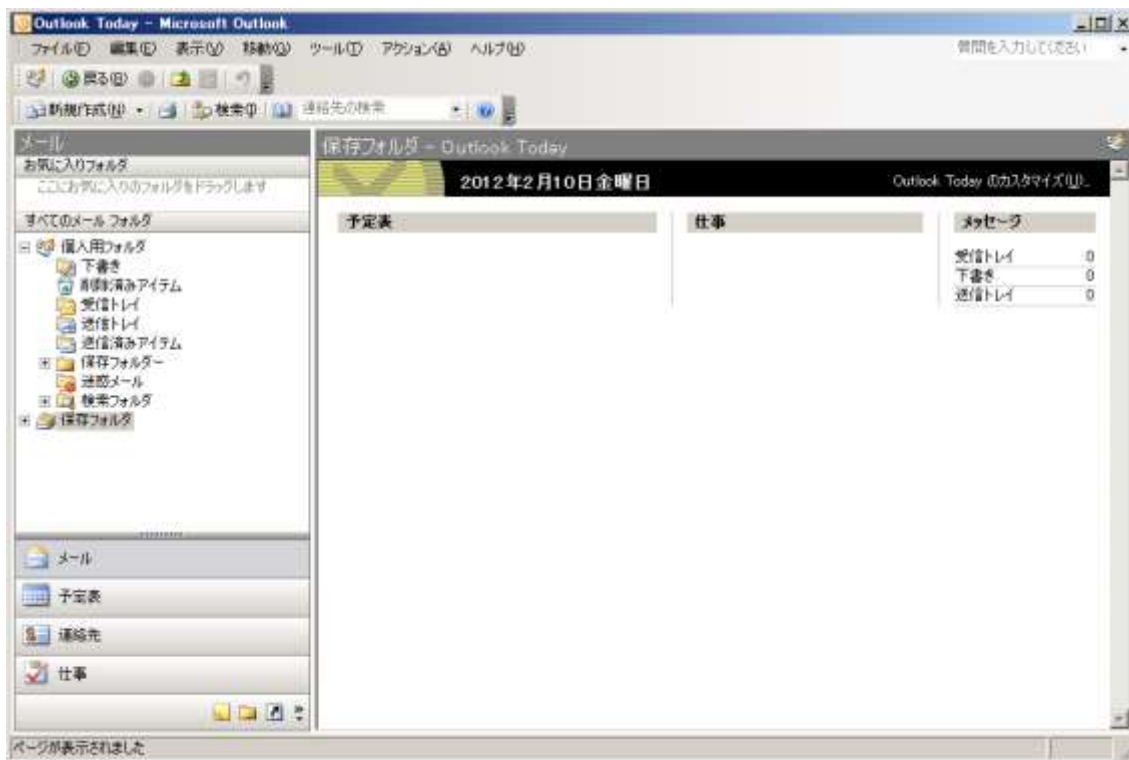 Outlook Today - Microsoft Outlook
ファイル(F) 編集(E) 表示(V) 移動(G) ツール(T) アクション(A) ヘルプ(H) 質問を入力してください
戻る(B)
新規作成(N) 検索(I) 連絡先の検索
メール
お気に入りフォルダ
ここにお気に入りのフォルダをドラッグします
すべてのメール フォルダ
個人用フォルダ
下書き
削除済みアイテム
受信トレイ
送信トレイ
送信済みアイテム
保存フォルダー
迷惑メール
検索フォルダ
保存フォルダ
メール
予定表
連絡先
仕事
保存フォルダ - Outlook Today
2012年2月10日金曜日 Outlook Today のカスタマイズ(U)...
予定表 仕事 メッセージ
受信トレイ 0
下書き 0
送信トレイ 0
ページが表示されました